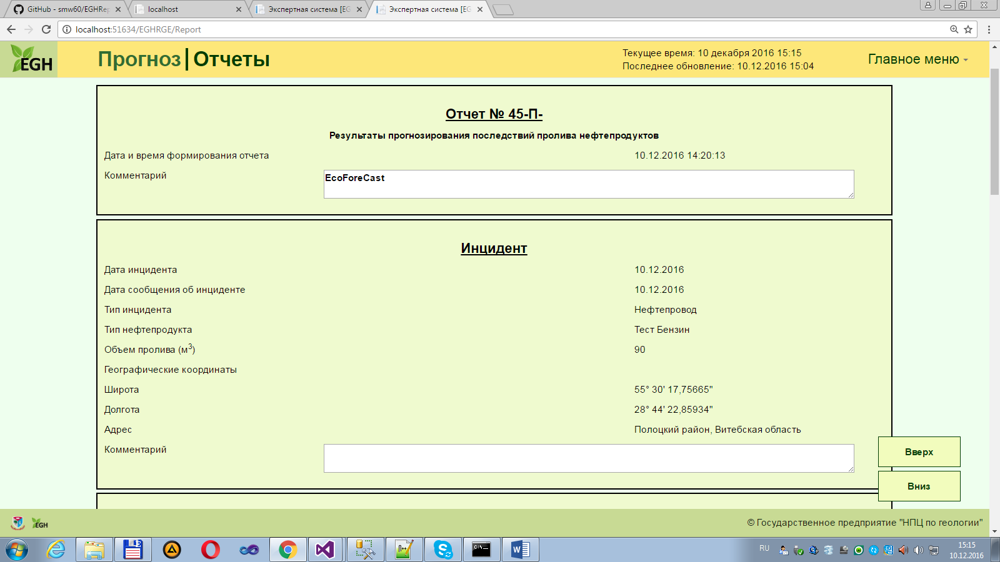 GitHub - smw60/EGHRep
localhost
Экспертная система [EG
Экспертная система [EG
localhost:51634/EGHRGE/Report
EGH
Прогноз
Отчеты
Текущее время: 10 декабря 2016 15:15
Последнее обновление: 10.12.2016 15:04
Главное меню
Отчет № 45-П-
Результаты прогнозирования последствий пролива нефтепродуктов
Дата и время формирования отчета 10.12.2016 14:20:13
Комментарий EcoForeCast
Инцидент
Дата инцидента 10.12.2016
Дата сообщения об инциденте 10.12.2016
Тип инцидента Нефтепровод
Тип нефтепродукта Тест Бензин
Объем пролива (м3) 90
Географические координаты
Широта 55° 30' 17,75665"
Долгота 28° 44' 22,85934"
Адрес Полоцкий район, Витебская область
Комментарий
Вверх
Вниз
EGH
© Государственное предприятие "НПЦ по геологии"
RU
15:15
10.12.2016